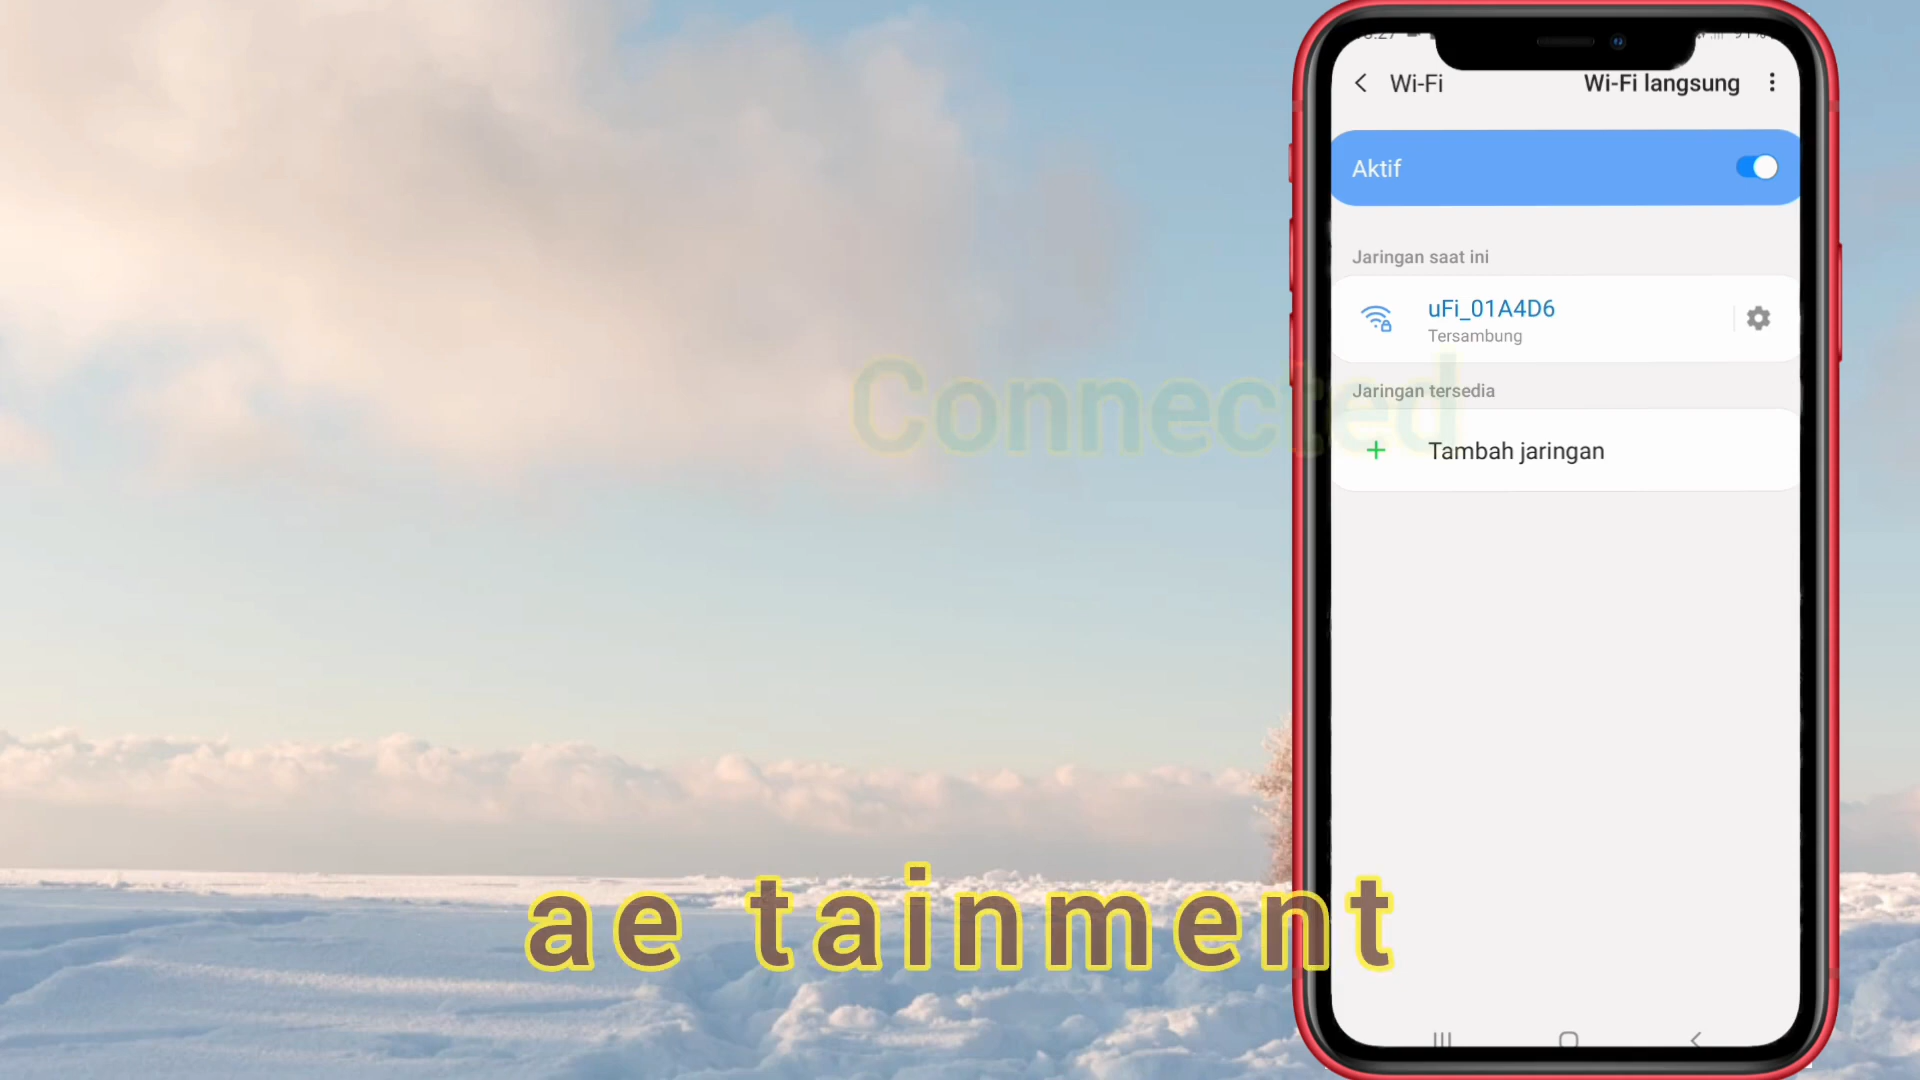 Wi-Fi
Wi-Fi langsung
Aktif
Jaringan saat ini
uFi_01A4D6
Tersambung
Connected
Jaringan tersedia
Tambah jaringan
ae tainment